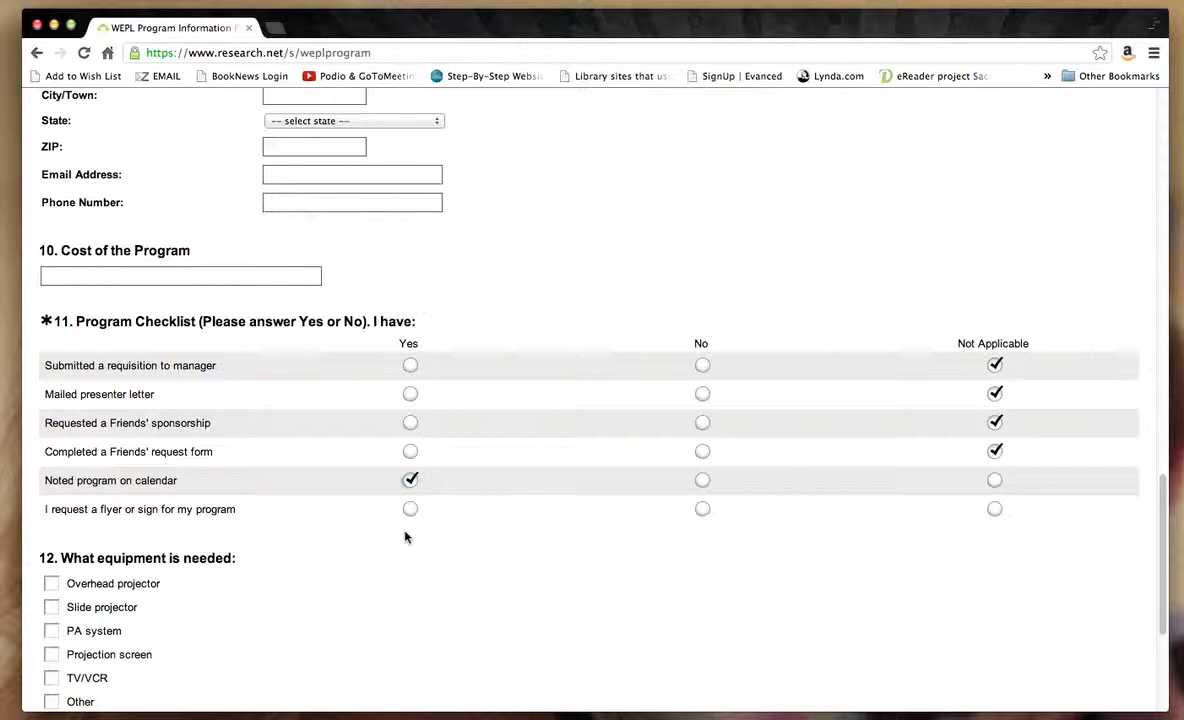 WEPL Program Information F
https://www.research.net/s/weplprogram
Add to Wish List EMAIL BookNews Login Podio & GoToMeetin Step-By-Step Websi Library sites that us SignUp | Evanced Lynda.com eReader project Sac » Other Bookmarks
City/Town:
State: -- select state --
ZIP:
Email Address:
Phone Number:
10. Cost of the Program
*11. Program Checklist (Please answer Yes or No). I have:
Yes No Not Applicable
Submitted a requisition to manager
Mailed presenter letter
Requested a Friends' sponsorship
Completed a Friends' request form
Noted program on calendar
I request a flyer or sign for my program
12. What equipment is needed:
Overhead projector
Slide projector
PA system
Projection screen
TV/VCR
Other